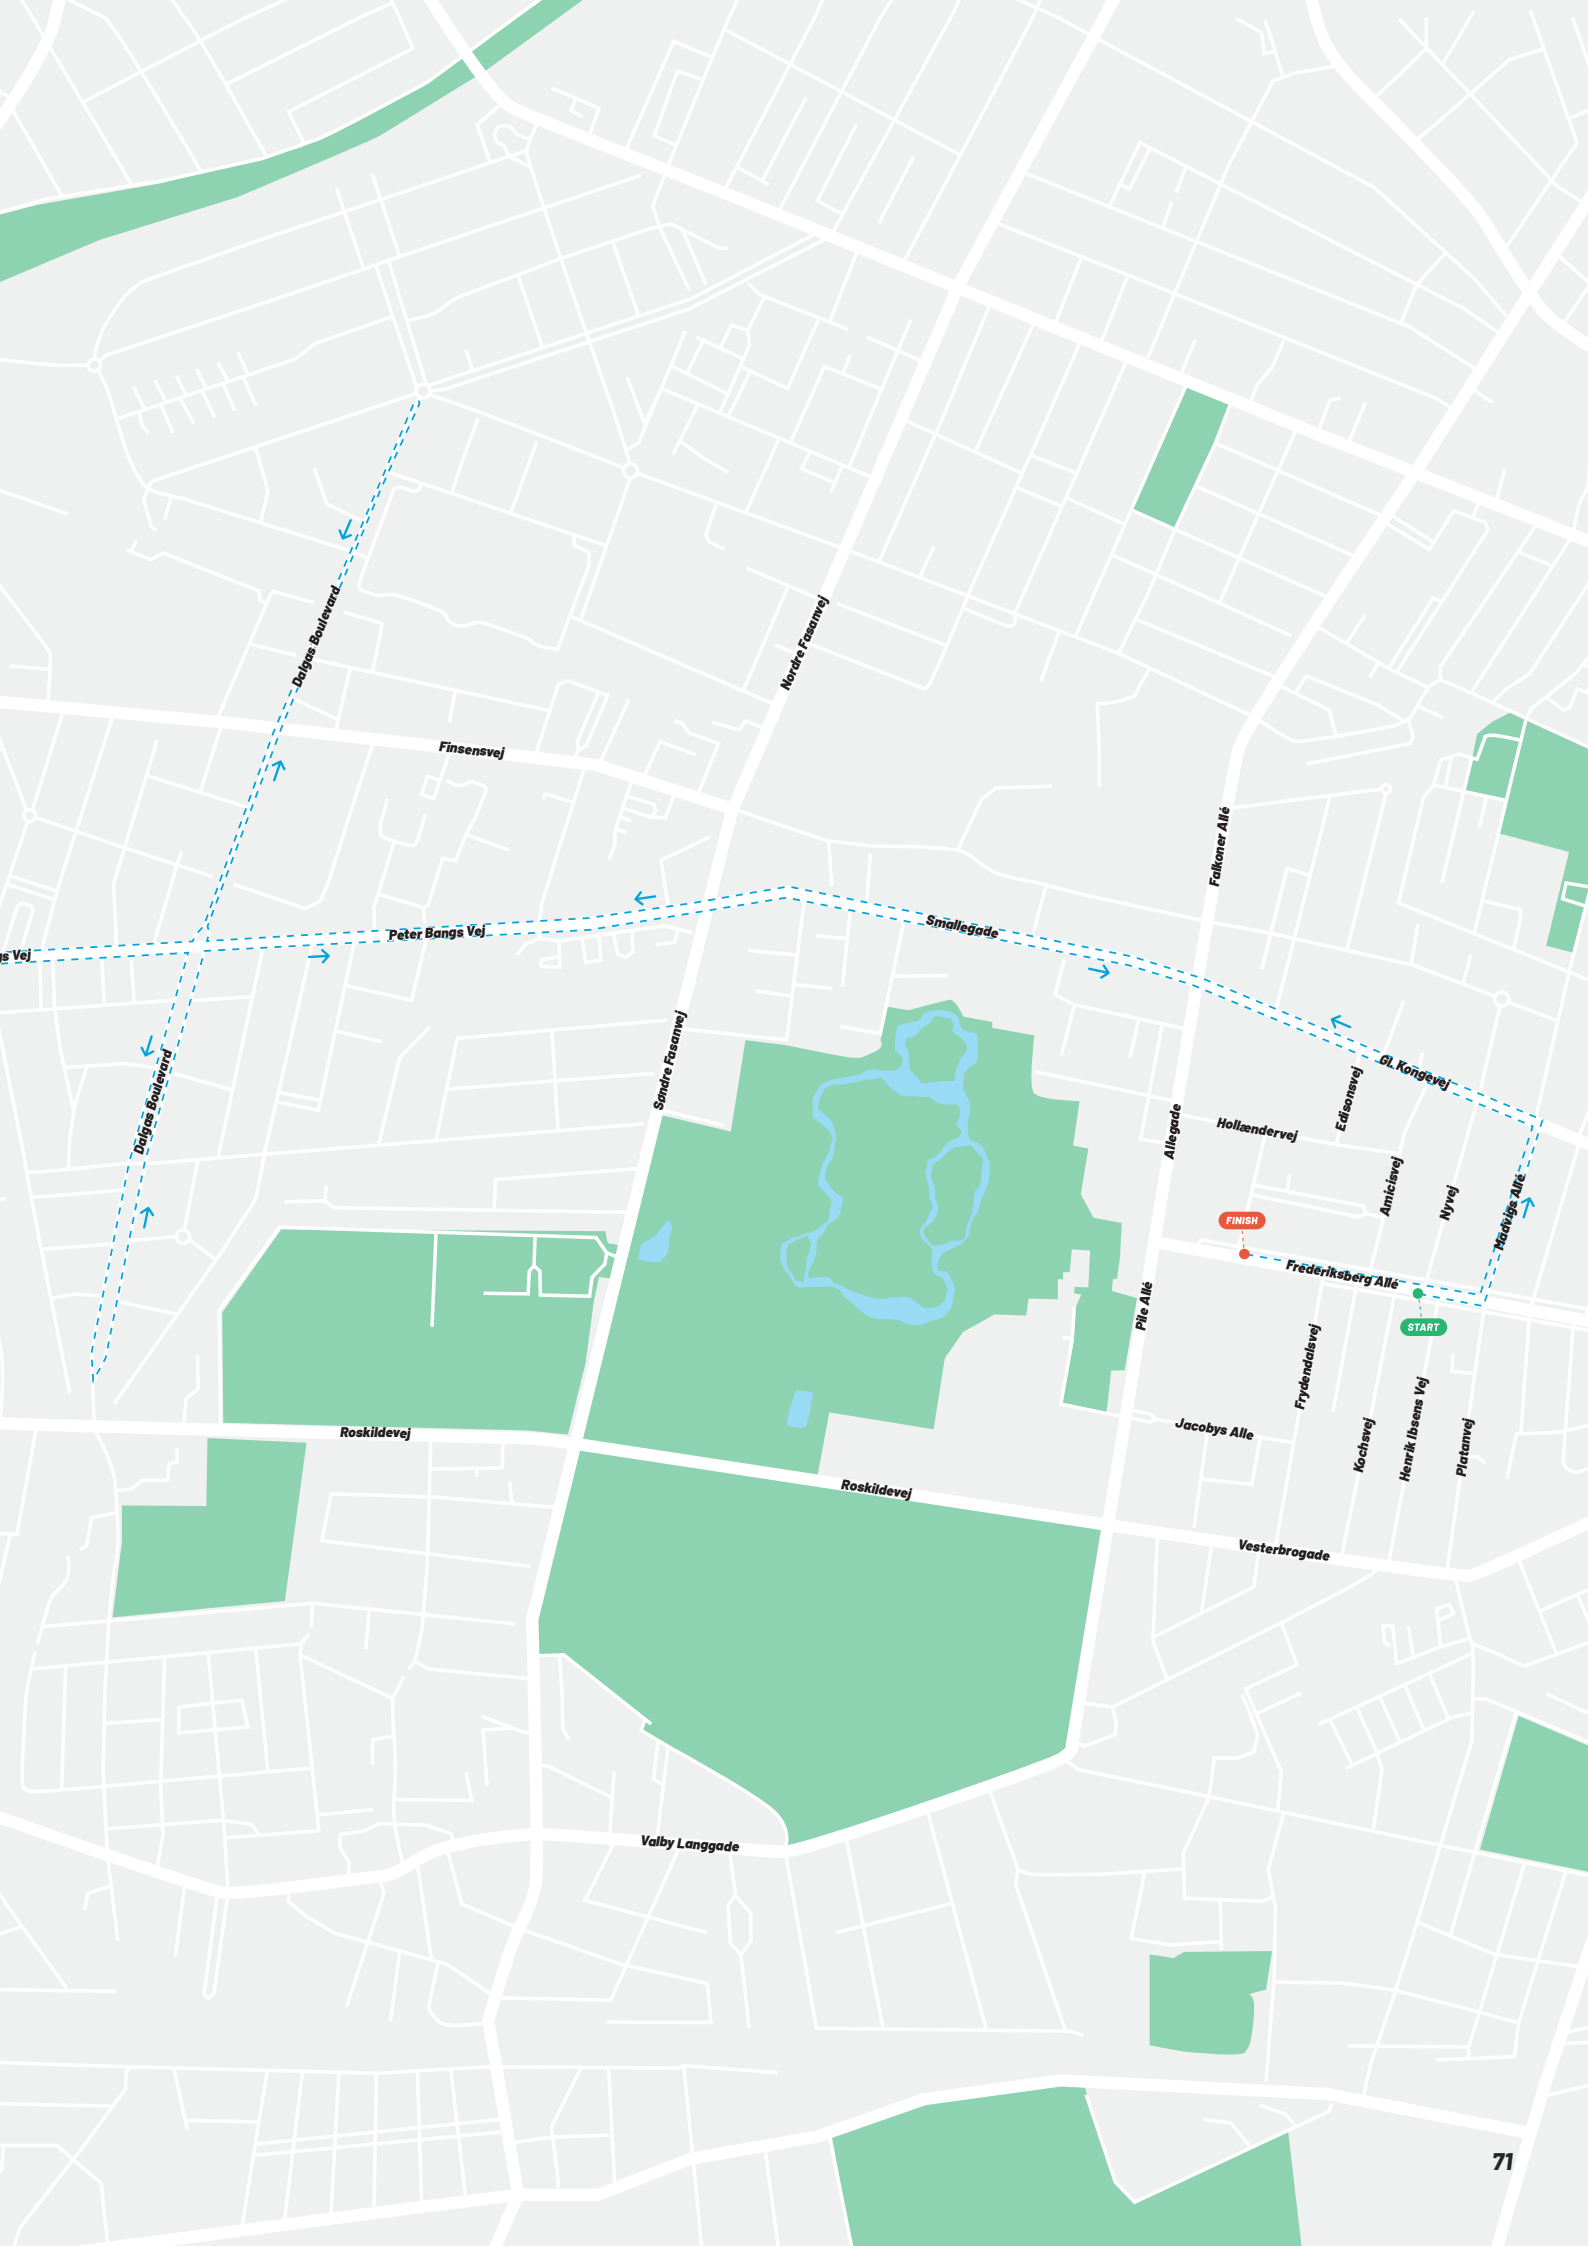 Dalgas Boulevard
Nordre Fasanvej
Finsensvej
Falkoner Allé
Smallegade
Peter Bangs Vej
gs Vej
Søndre Fasanvej
Dalgas Boulevard
Gl. Kongevej
Edisonsvej
Hollændervej
Allegade
Amicisvej
Nyvej
Madvigs Allé
FINISH
Frederiksberg Allé
START
Pile Allé
Frydendalsvej
Jacobys Alle
Kochsvej
Henrik Ibsens Vej
Platanvej
Roskildevej
Roskildevej
Vesterbrogade
Valby Langgade
71